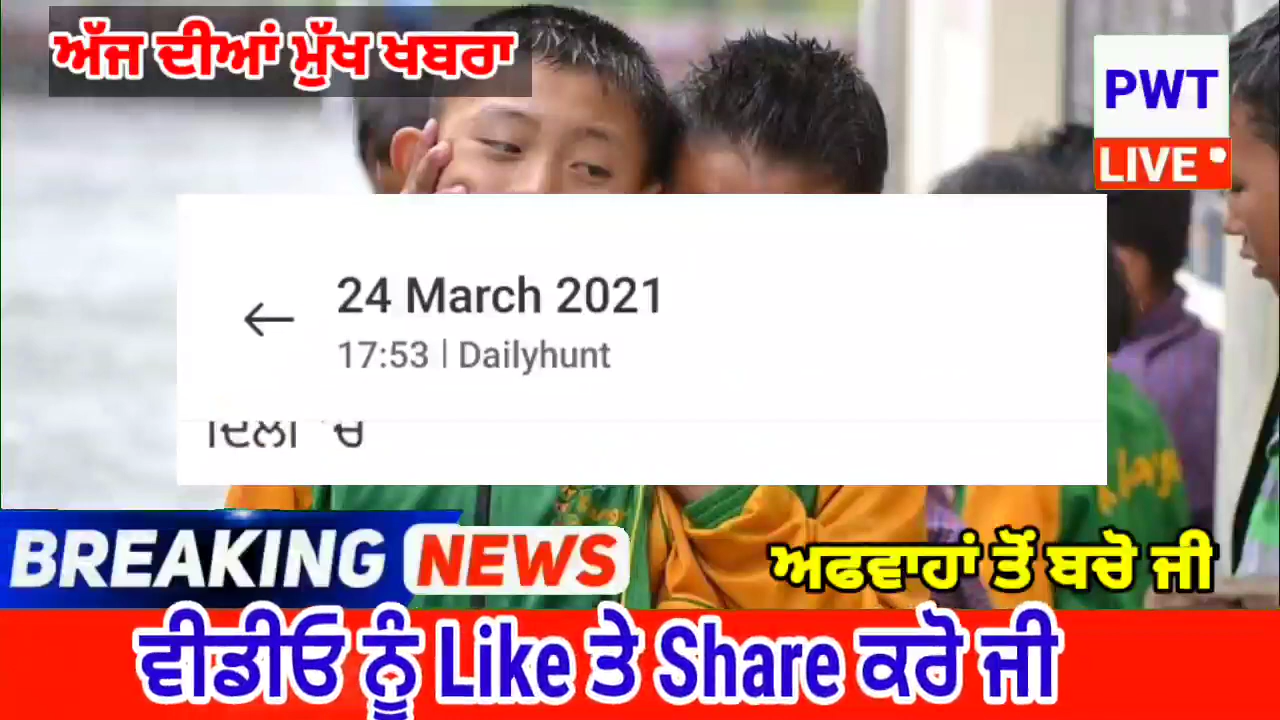 ਅੱਜ ਦੀਆਂ ਮੁੱਖ ਖਬਰਾ
PWT
LIVE
24 March 2021
17:53 | Dailyhunt
BREAKING NEWS
ਅਫਵਾਹਾਂ ਤੋਂ ਬਚੋ ਜੀ
ਵੀਡੀਓ ਨੂੰ Like ਤੇ Share ਕਰੋ ਜੀ